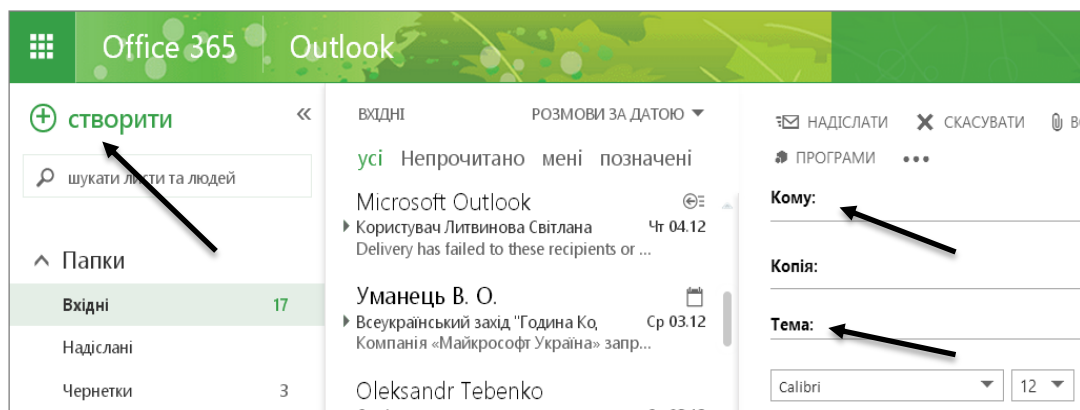 Office 365 Outlook
створити
шукати листи та людей
Папки
Вхідні 17
Надіслані
Чернетки 3
ВХІДНІ РОЗМОВИ ЗА ДАТОЮ
усі Непрочитано мені позначені
Microsoft Outlook
Користувач Литвинова Світлана Чт 04.12
Delivery has failed to these recipients or ...
Уманець В. О.
Всеукраїнський захід "Година Ко Ср 03.12
Компанія «Майкрософт Україна» запр...
Oleksandr Tebenko
НАДІСЛАТИ СКАСУВАТИ
ПРОГРАМИ
Кому:
Копія:
Тема:
Calibri 12